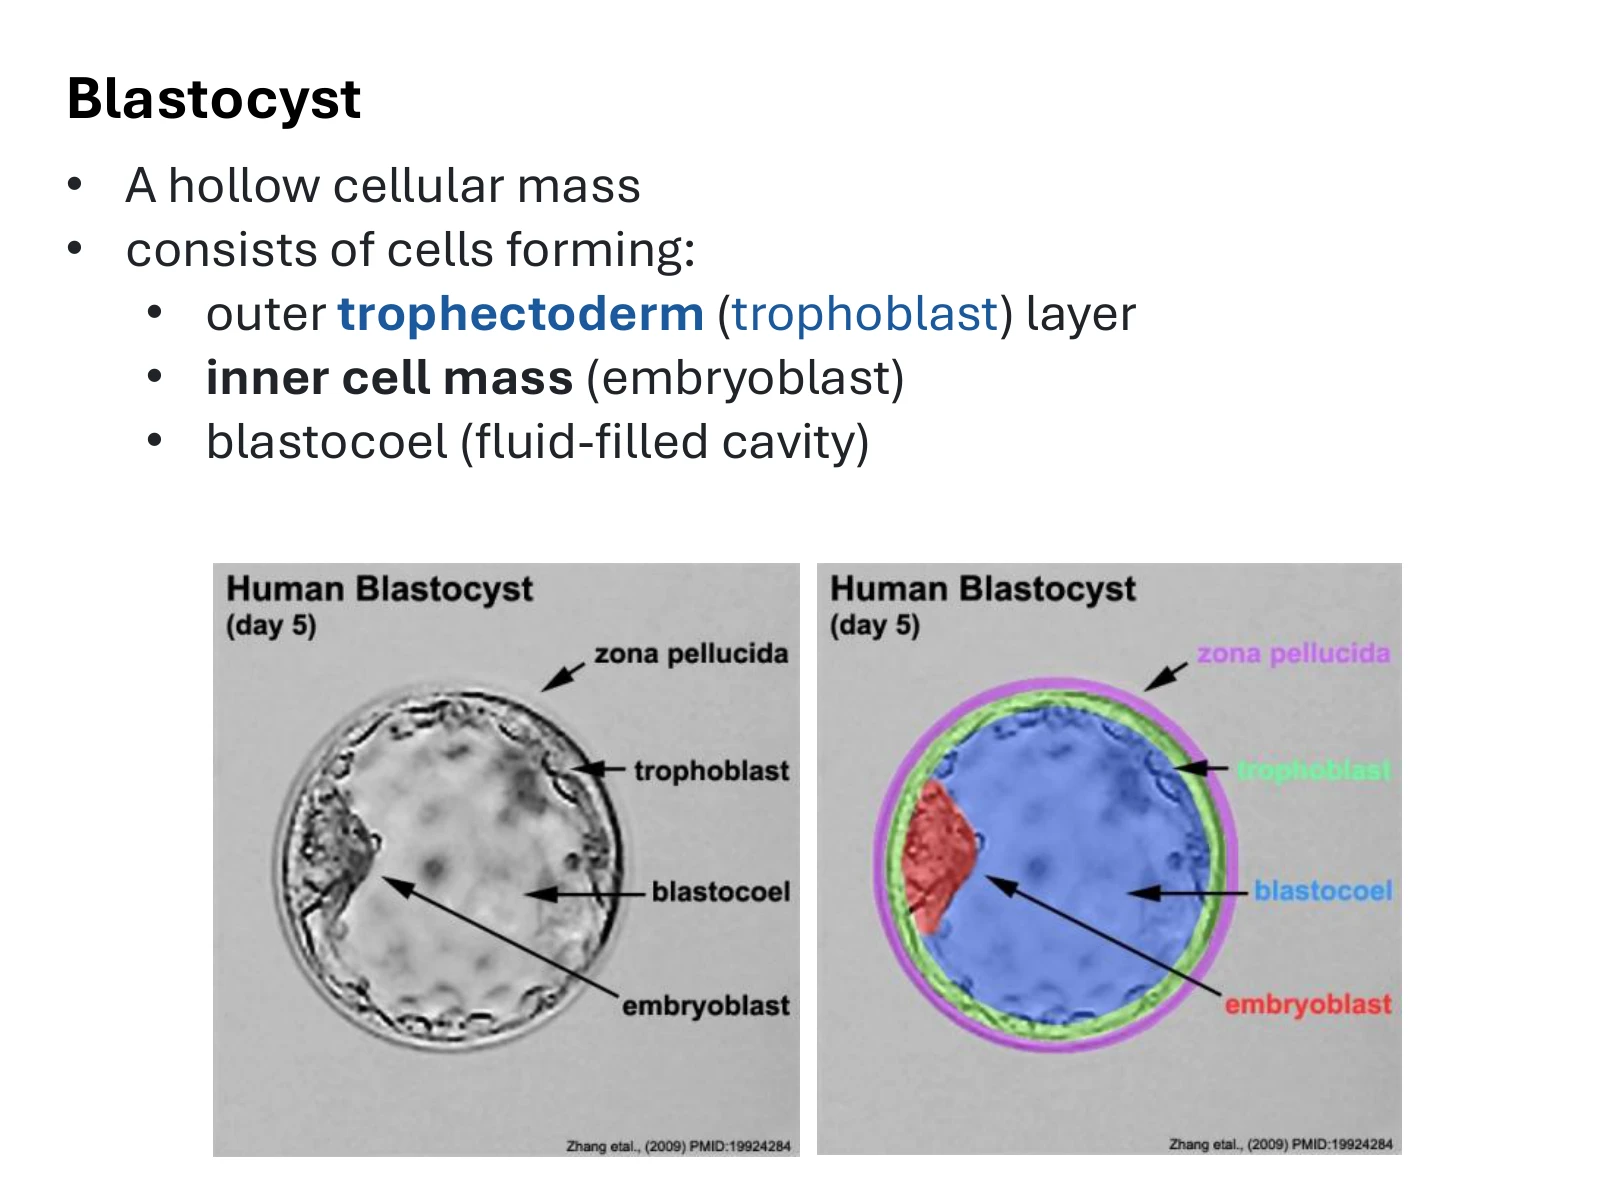 Blastocyst
• A hollow cellular mass
• consists of cells forming:
• outer trophectoderm (trophoblast) layer
• inner cell mass (embryoblast)
• blastocoel (fluid-filled cavity)
Human Blastocyst
(day 5)
zona pellucida
trophoblast
blastocoel
embryoblast
Zhang etal., (2009) PMID:19924284
Human Blastocyst
(day 5)
zona pellucida
trophoblast
blastocoel
embryoblast
Zhang etal., (2009) PMID:19924284